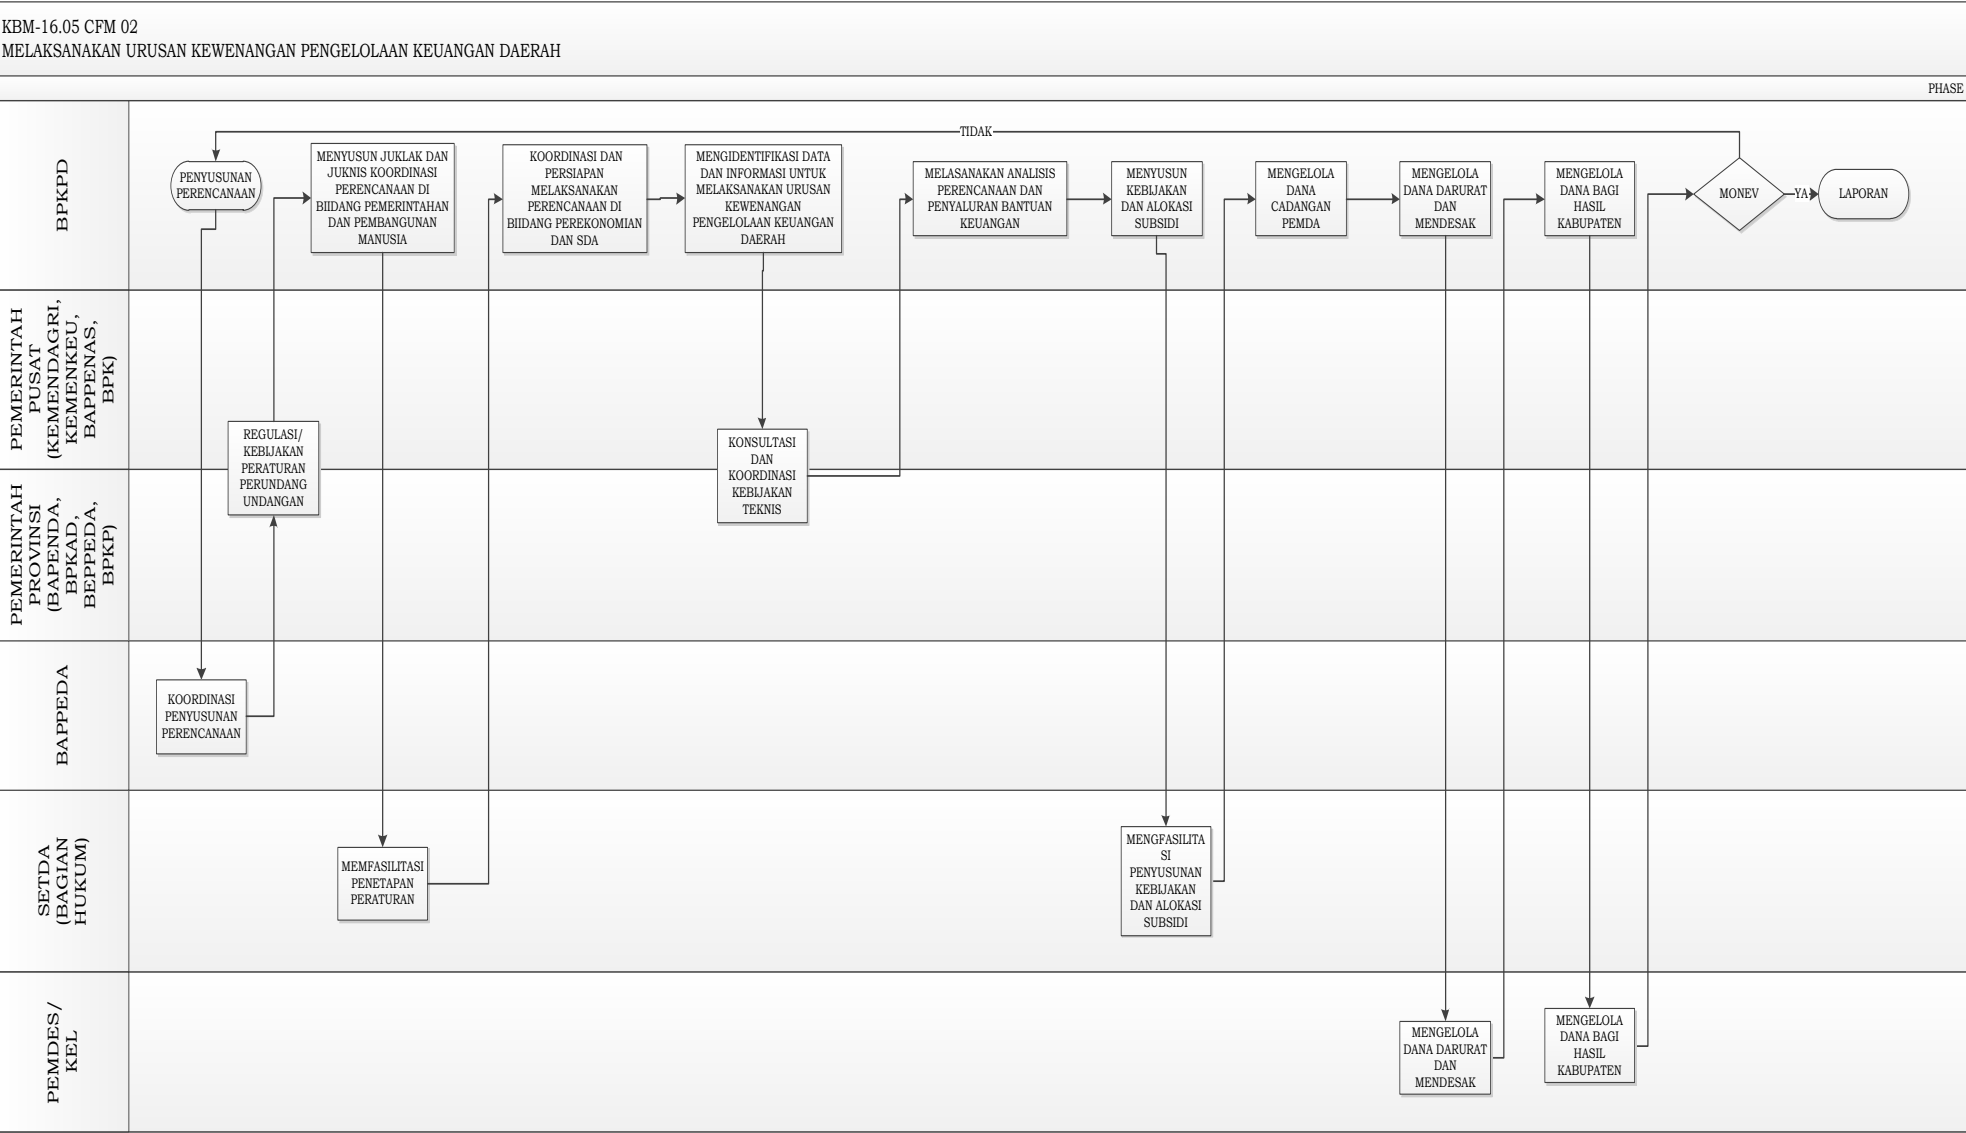 KBM-16.05 CFM 02
MELAKSANAKAN URUSAN KEWENANGAN PENGELOLAAN KEUANGAN DAERAH
PHASE
BPKPD
TIDAK
PENYUSUNAN
PERENCANAAN
MENYUSUN JUKLAK DAN
JUKNIS KOORDINASI
PERENCANAAN DI
BIIDANG PEMERINTAHAN
DAN PEMBANGUNAN
MANUSIA
KOORDINASI DAN
PERSIAPAN
MELAKSANAKAN
PERENCANAAN DI
BIIDANG PEREKONOMIAN
DAN SDA
MENGIDENTIFIKASI DATA
DAN INFORMASI UNTUK
MELAKSANAKAN URUSAN
KEWENANGAN
PENGELOLAAN KEUANGAN
DAERAH
MELASANAKAN ANALISIS
PERENCANAAN DAN
PENYALURAN BANTUAN
KEUANGAN
MENYUSUN
KEBIJAKAN
DAN ALOKASI
SUBSIDI
MENGELOLA
DANA
CADANGAN
PEMDA
MENGELOLA
DANA DARURAT
DAN
MENDESAK
MENGELOLA
DANA BAGI
HASIL
KABUPATEN
MONEV
YA
LAPORAN
PEMERINTAH
PUSAT
(KEMENDAGRI,
KEMENKEU,
BAPPENAS,
BPK)
REGULASI/
KEBIJAKAN
PERATURAN
PERUNDANG
UNDANGAN
KONSULTASI
DAN
KOORDINASI
KEBIJAKAN
TEKNIS
PEMERINTAH
PROVINSI
(BAPENDA,
BPKAD,
BEPPEDA,
BPKP)
BAPPEDA
KOORDINASI
PENYUSUNAN
PERENCANAAN
SETDA
(BAGIAN
HUKUM)
MEMFASILITASI
PENETAPAN
PERATURAN
MENGFASILITA
SI
PENYUSUNAN
KEBIJAKAN
DAN ALOKASI
SUBSIDI
PEMDES/
KEL
MENGELOLA
DANA DARURAT
DAN
MENDESAK
MENGELOLA
DANA BAGI
HASIL
KABUPATEN